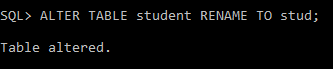 SQL> ALTER TABLE student RENAME TO stud;
Table altered.